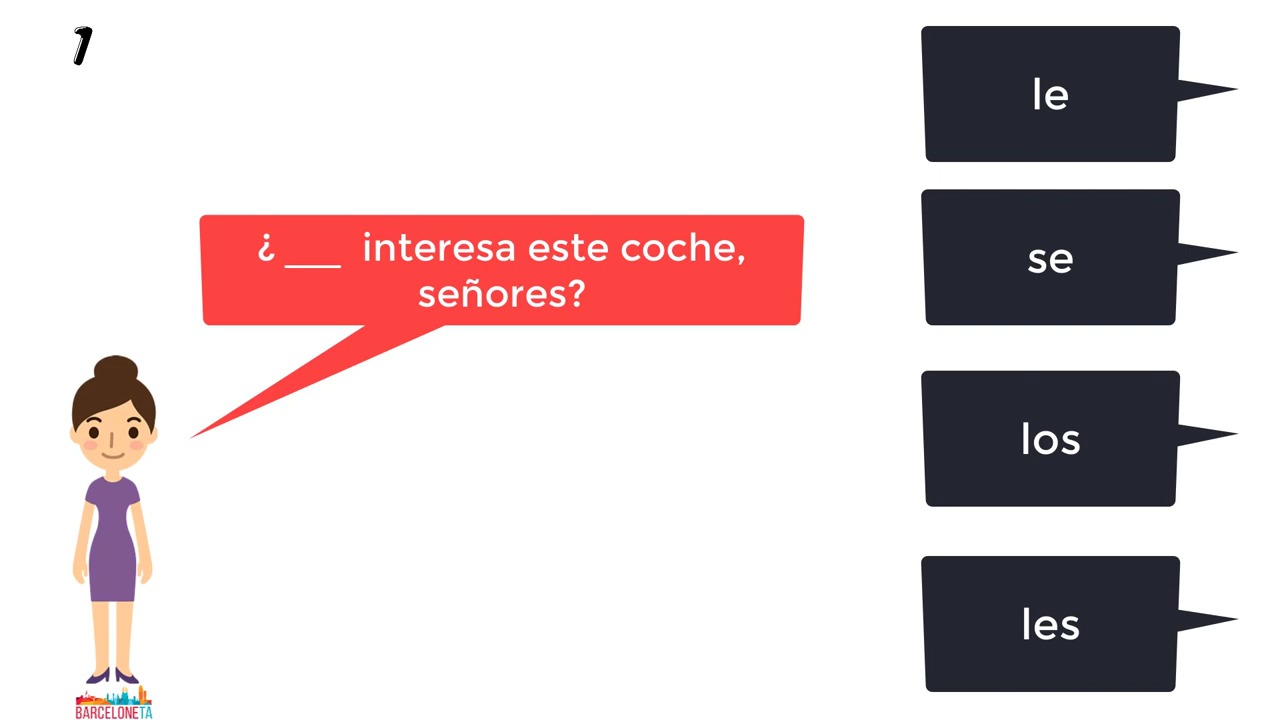 1
¿ ___ interesa este coche,
señores?
le
se
los
les
BARCELONETA